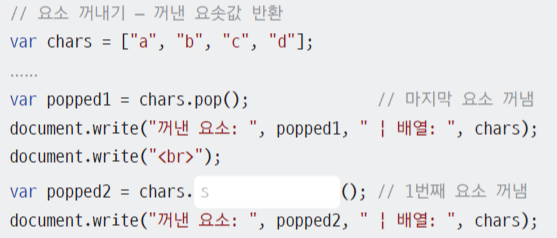 // 요소 꺼내기 – 꺼낸 요솟값 반환
var chars = ["a", "b", "c", "d"];
......
var popped1 = chars.pop(); // 마지막 요소 꺼냄
document.write("꺼낸 요소: ", popped1, " | 배열: ", chars);
document.write("<br>");
var popped2 = chars. s (); // 1번째 요소 꺼냄
document.write("꺼낸 요소: ", popped2, " | 배열: ", chars);